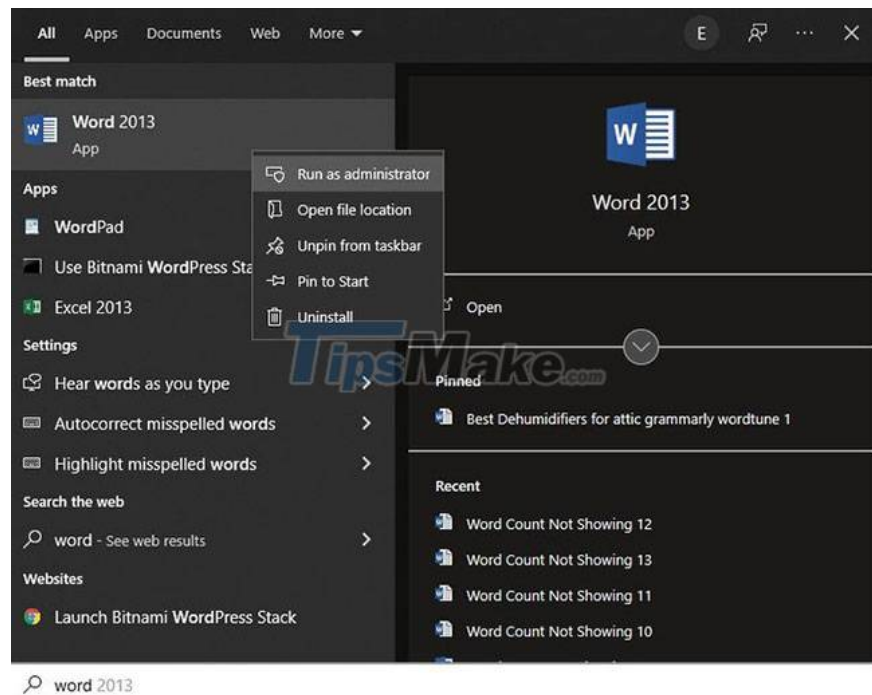 All Apps Documents Web More E
Best match
Word 2013
App
Run as administrator
Open file location
Unpin from taskbar
Pin to Start
Uninstall
Apps
WordPad
Use Bitnami WordPress Sta
Excel 2013
Settings
Hear words as you type
Autocorrect misspelled words
Highlight misspelled words
Search the web
word - See web results
Websites
Launch Bitnami WordPress Stack
Word 2013
App
Open
TipsMake.com
Pinned
Best Dehumidifiers for attic grammarly wordtune 1
Recent
Word Count Not Showing 12
Word Count Not Showing 13
Word Count Not Showing 11
Word Count Not Showing 10
word 2013